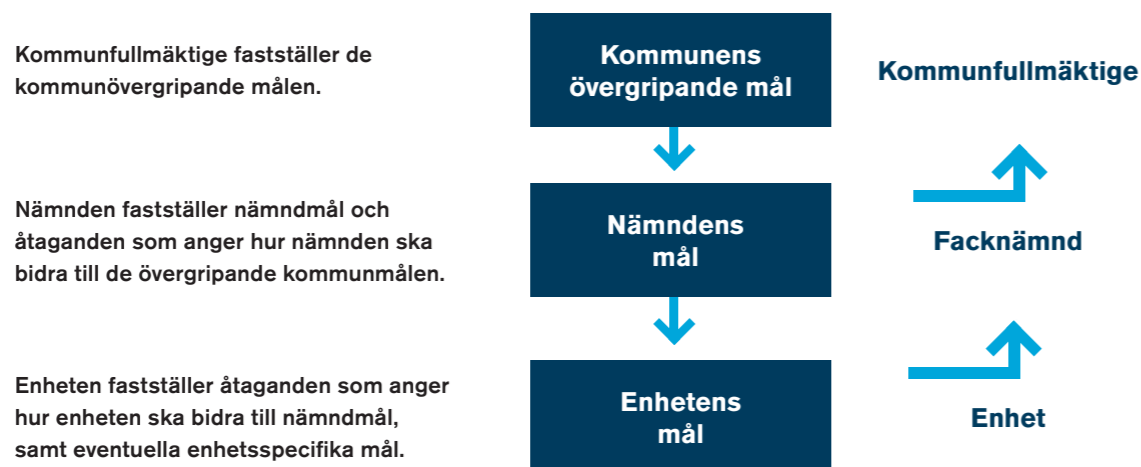 Kommunfullmäktige fastställer de
kommunövergripande målen.
Kommunens
övergripande mål
Kommunfullmäktige
Nämnden fastställer nämndmål och
åtaganden som anger hur nämnden ska
bidra till de övergripande kommunmålen.
Nämndens
mål
Facknämnd
Enheten fastställer åtaganden som anger
hur enheten ska bidra till nämndmål,
samt eventuella enhetsspecifika mål.
Enhetens
mål
Enhet